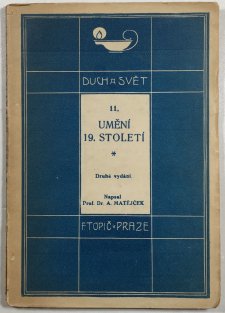 DUCH A SVĚT
11.
UMĚNÍ
19. STOLETÍ
*
Druhé vydání
Napsal
Prof. Dr. A. MATĚJČEK
F. TOPIČ V PRAZE